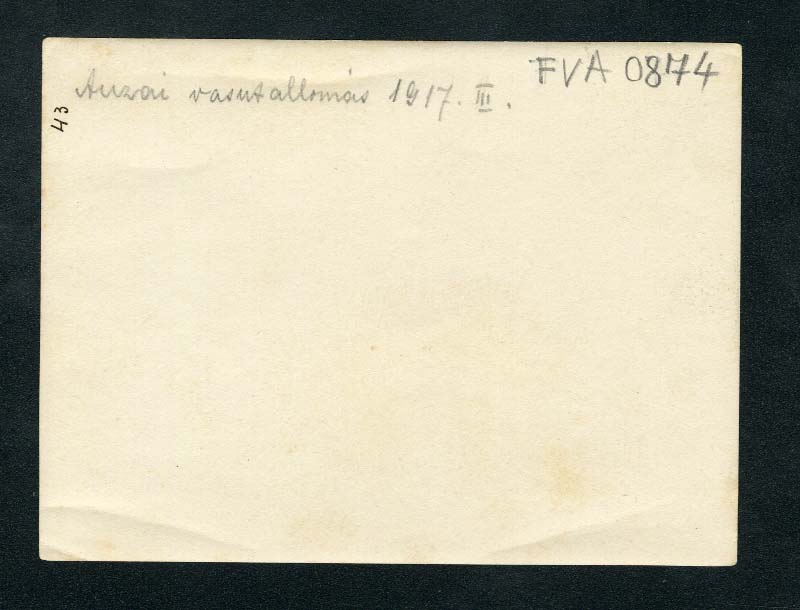 FVA 0874
Auzai vasutallomás 1917. III.
43